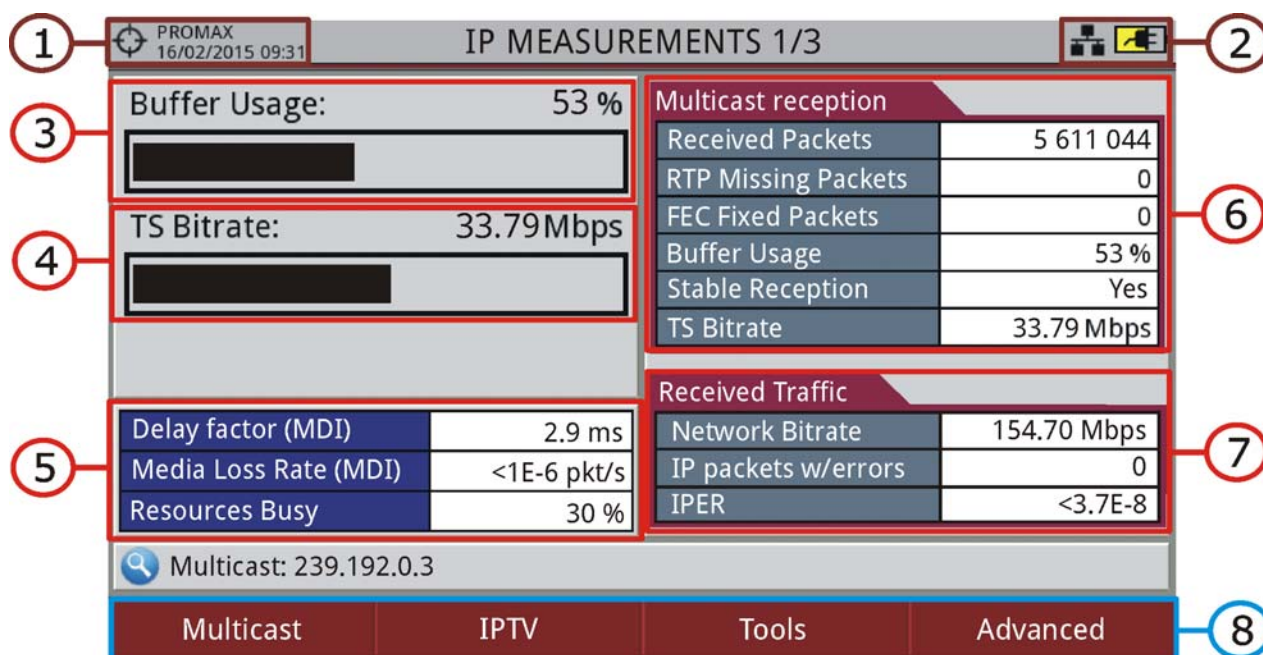 1
PROMAX
16/02/2015 09:31
IP MEASUREMENTS 1/3
2
3
Buffer Usage: 53 %
4
TS Bitrate: 33.79 Mbps
5
Delay factor (MDI) 2.9 ms
Media Loss Rate (MDI) <1E-6 pkt/s
Resources Busy 30 %
Multicast reception
Received Packets 5 611 044
RTP Missing Packets 0
FEC Fixed Packets 0
Buffer Usage 53 %
Stable Reception Yes
TS Bitrate 33.79 Mbps
6
Received Traffic
Network Bitrate 154.70 Mbps
IP packets w/errors 0
IPER <3.7E-8
7
Multicast: 239.192.0.3
Multicast IPTV Tools Advanced
8